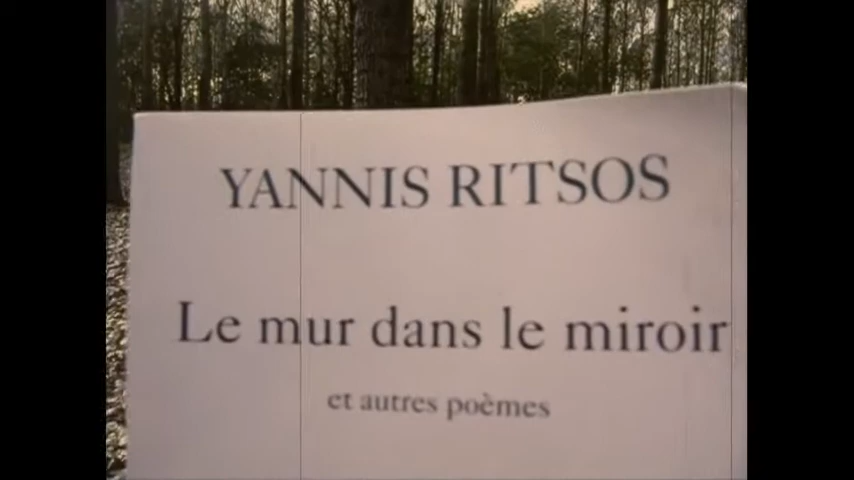 YANNIS RITSOS
Le mur dans le miroir
et autres poèmes